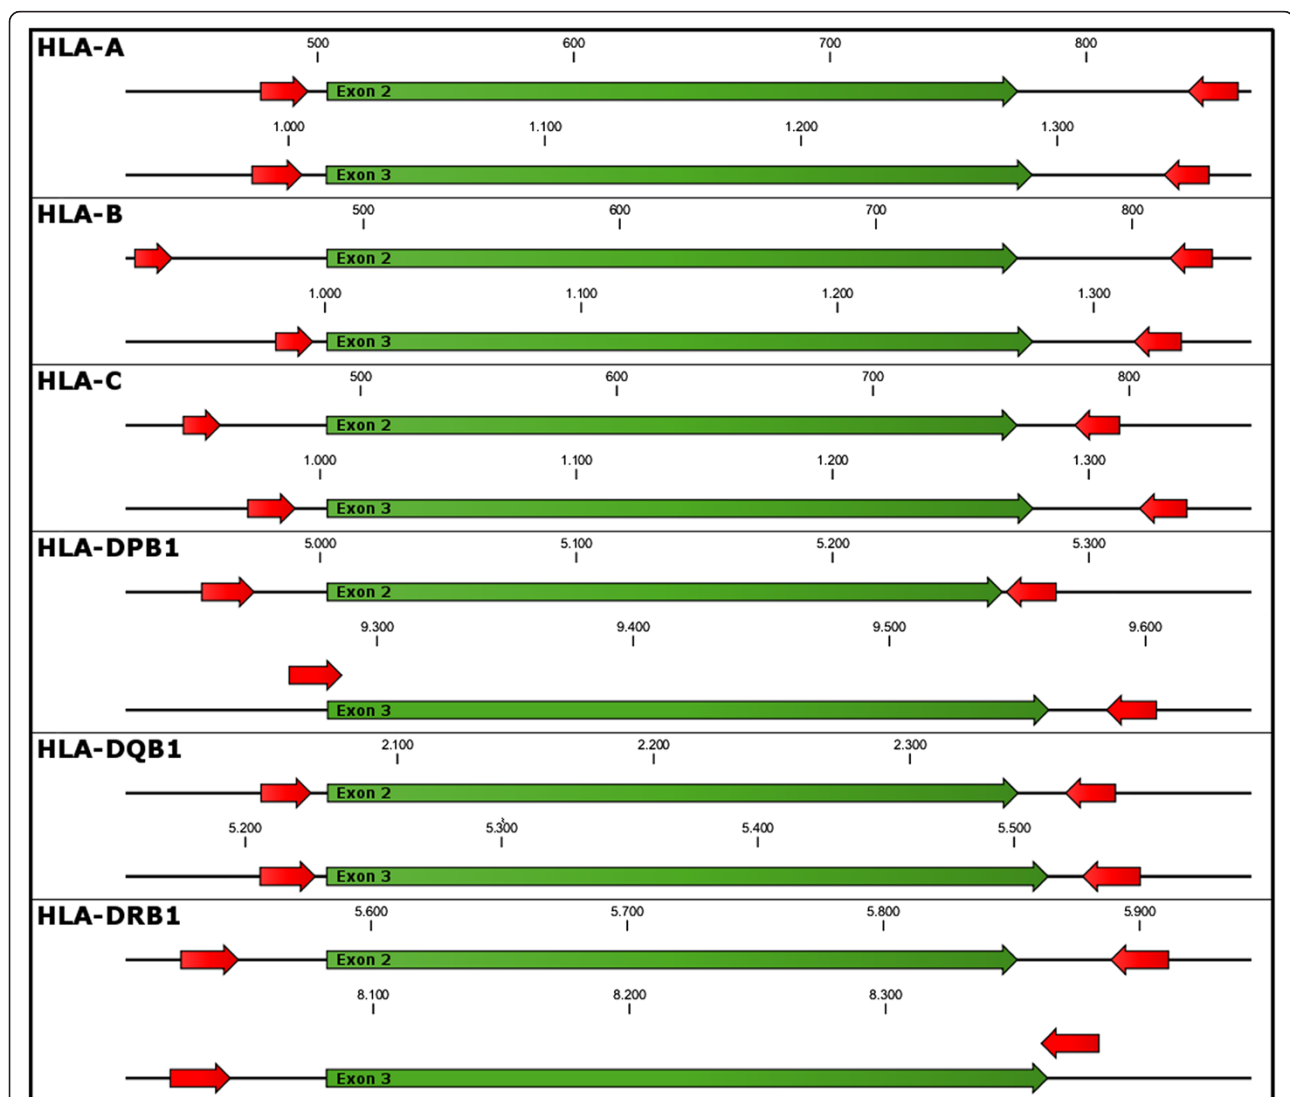 HLA-A
500 600 700 800
Exon 2
1.000 1.100 1.200 1.300
Exon 3
HLA-B
500 600 700 800
Exon 2
1.000 1.100 1.200 1.300
Exon 3
HLA-C
500 600 700 800
Exon 2
1.000 1.100 1.200 1.300
Exon 3
HLA-DPB1
5.000 5.100 5.200 5.300
Exon 2
9.300 9.400 9.500 9.600
Exon 3
HLA-DQB1
2.100 2.200 2.300
Exon 2
5.200 5.300 5.400 5.500
Exon 3
HLA-DRB1
5.600 5.700 5.800 5.900
Exon 2
8.100 8.200 8.300
Exon 3